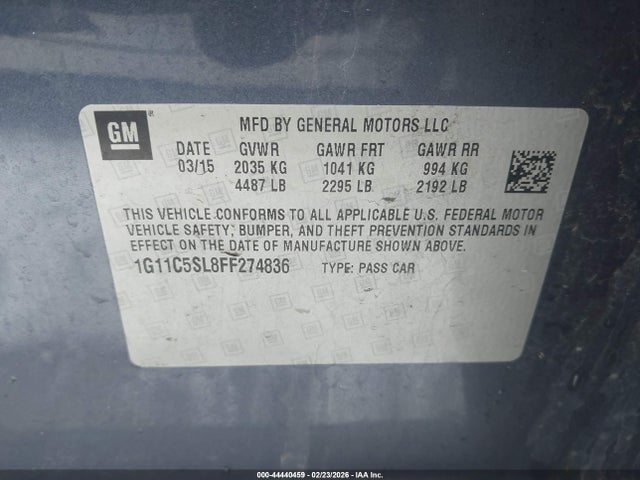 GM
MFD BY GENERAL MOTORS LLC
DATE GVWR GAWR FRT GAWR RR
03/15 2035 KG 1041 KG 994 KG
4487 LB 2295 LB 2192 LB
THIS VEHICLE CONFORMS TO ALL APPLICABLE U.S. FEDERAL MOTOR
VEHICLE SAFETY, BUMPER, AND THEFT PREVENTION STANDARDS IN
EFFECT ON THE DATE OF MANUFACTURE SHOWN ABOVE.
1G11C5SL8FF274836 TYPE: PASS CAR
000-44440459 - 02/23/2026 - IAA Inc.